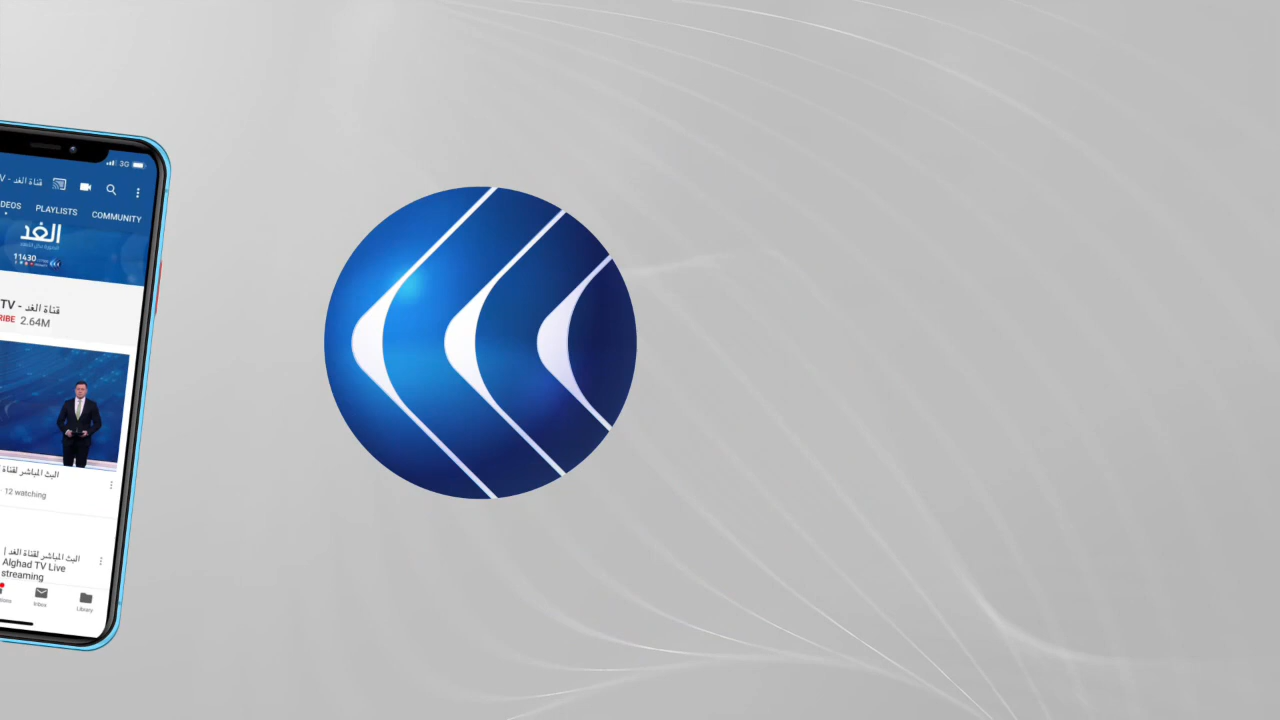 3G
قناة الغد - V
DEOS PLAYLISTS COMMUNITY
الغد
11430
قناة الغد - TV
RIBE 2.64M
البث المباشر لقناة
· 12 watching
البث المباشر لقناة الغد |
Alghad TV Live
streaming
Inbox
Library